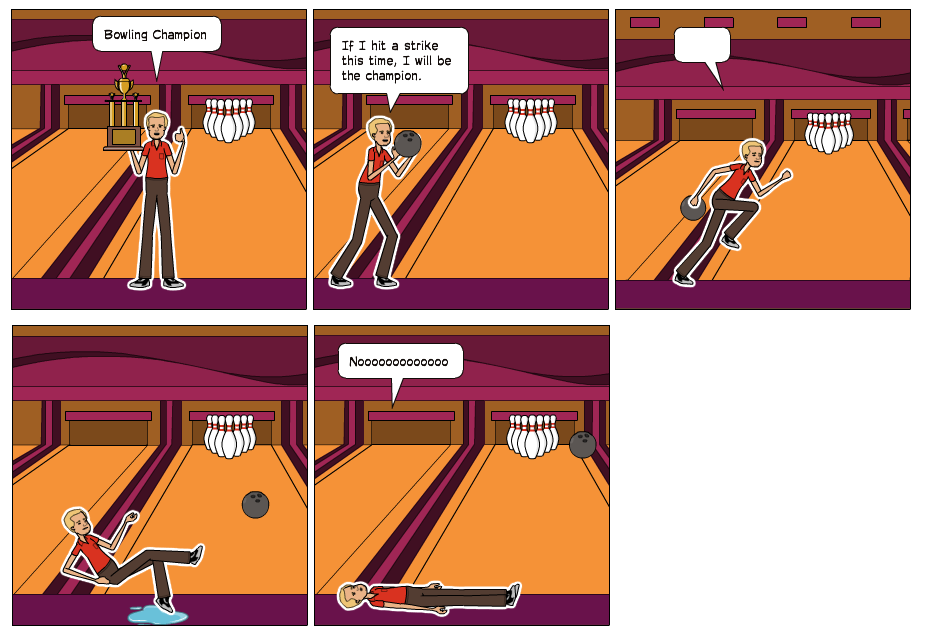 Bowling Champion
If I hit a strike
this time, I will be
the champion.
Nooooooooooooo